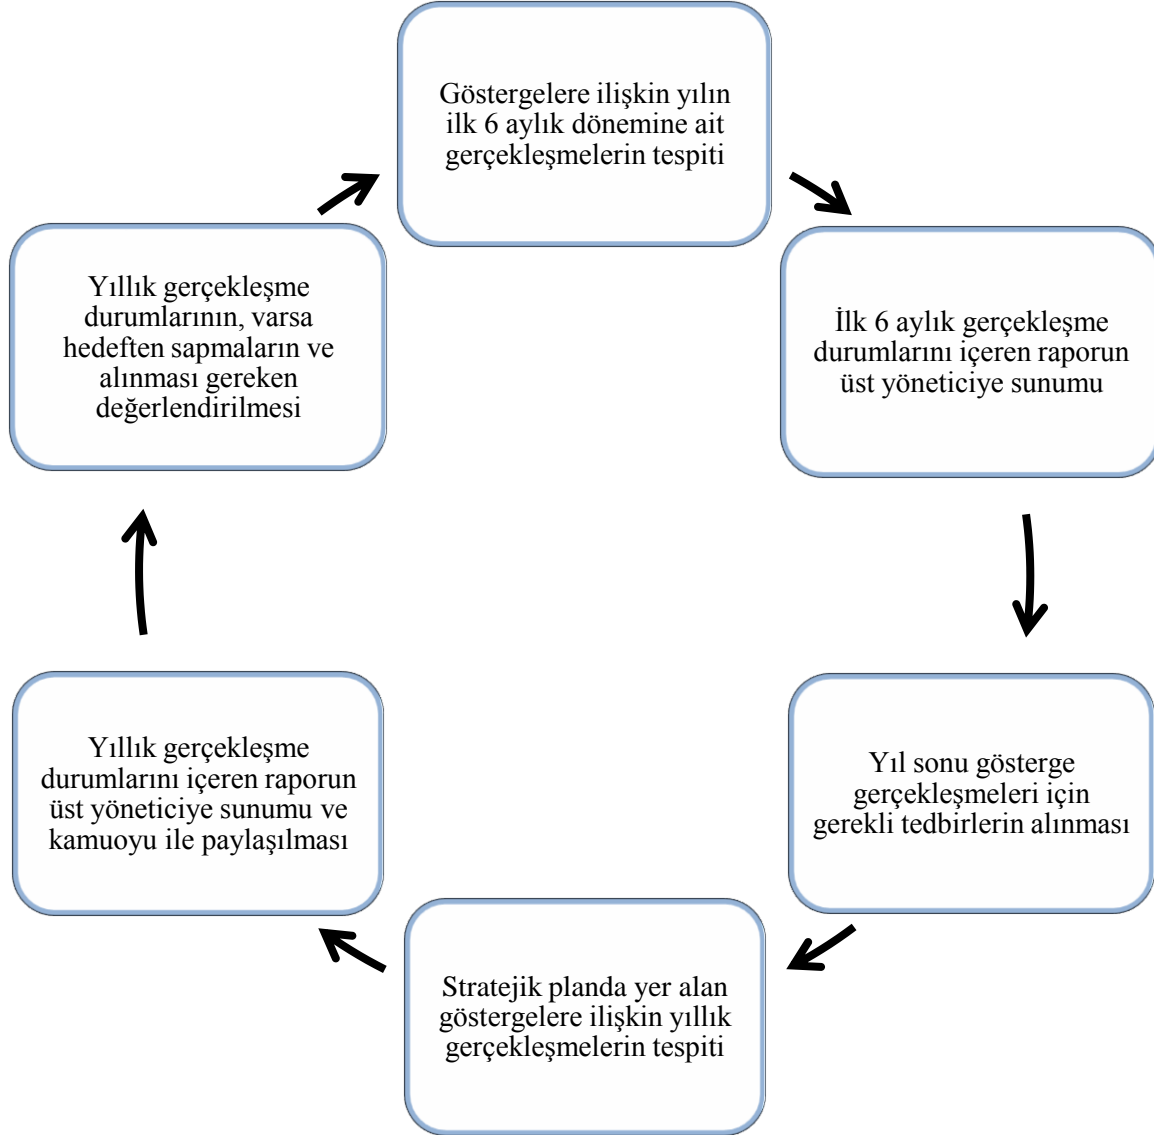 Göstergelere ilişkin yılın
ilk 6 aylık dönemine ait
gerçekleşmelerin tespiti
İlk 6 aylık gerçekleşme
durumlarını içeren raporun
üst yöneticiye sunumu
Yıl sonu gösterge
gerçekleşmeleri için
gerekli tedbirlerin alınması
Stratejik planda yer alan
göstergelere ilişkin yıllık
gerçekleşmelerin tespiti
Yıllık gerçekleşme
durumlarını içeren raporun
üst yöneticiye sunumu ve
kamuoyu ile paylaşılması
Yıllık gerçekleşme
durumlarının, varsa
hedeften sapmaların ve
alınması gereken
değerlendirilmesi